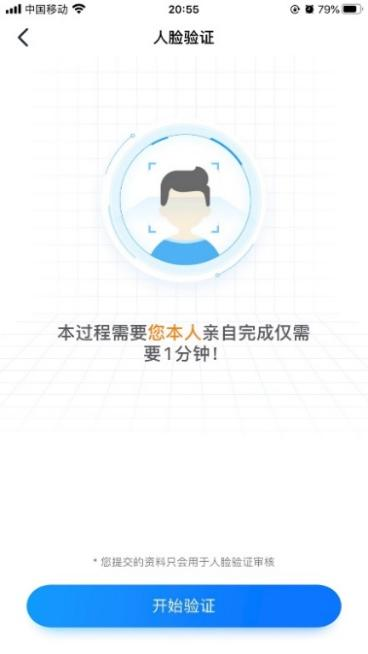 中国移动 20:55 79%
人脸验证
本过程需要您本人亲自完成仅需
要1分钟！
*您提交的资料只会用于人脸验证审核
开始验证